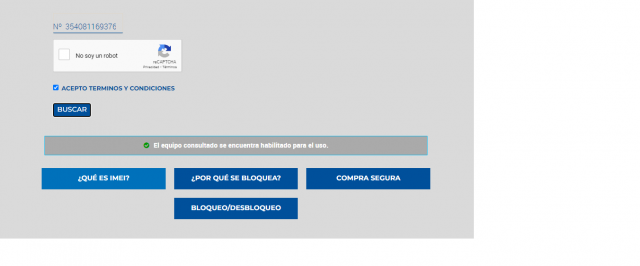 Nº 354081169376
No soy un robot
reCAPTCHA
Privacidad - Términos
ACEPTO TERMINOS Y CONDICIONES
BUSCAR
El equipo consultado se encuentra habilitado para el uso.
¿QUÉ ES IMEI?
¿POR QUÉ SE BLOQUEA?
COMPRA SEGURA
BLOQUEO/DESBLOQUEO